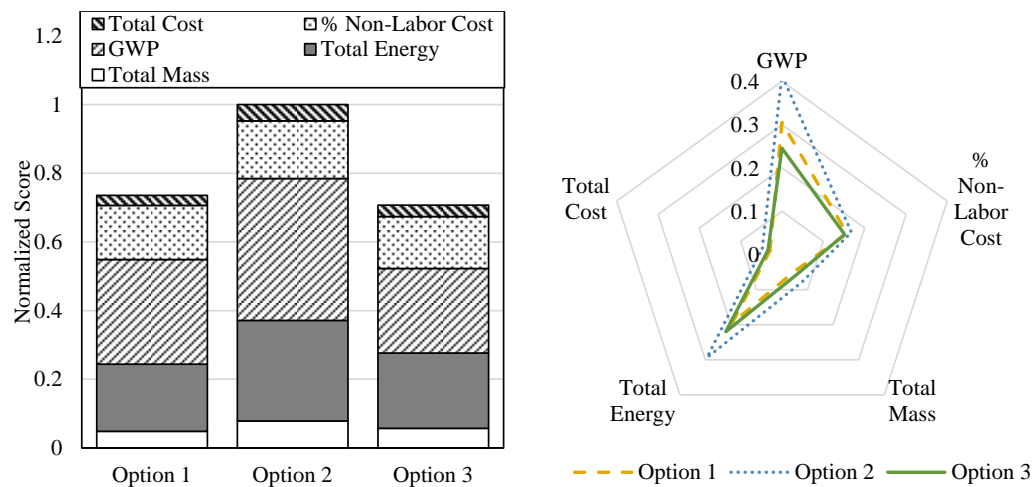 Total Cost
% Non-Labor Cost
GWP
Total Energy
Total Mass
Normalized Score
1.2
1
0.8
0.6
0.4
0.2
0
Option 1
Option 2
Option 3
GWP
0.4
0.3
0.2
0.1
0
%
Non-
Labor
Cost
Total
Mass
Total
Energy
Total
Cost
Option 1
Option 2
Option 3